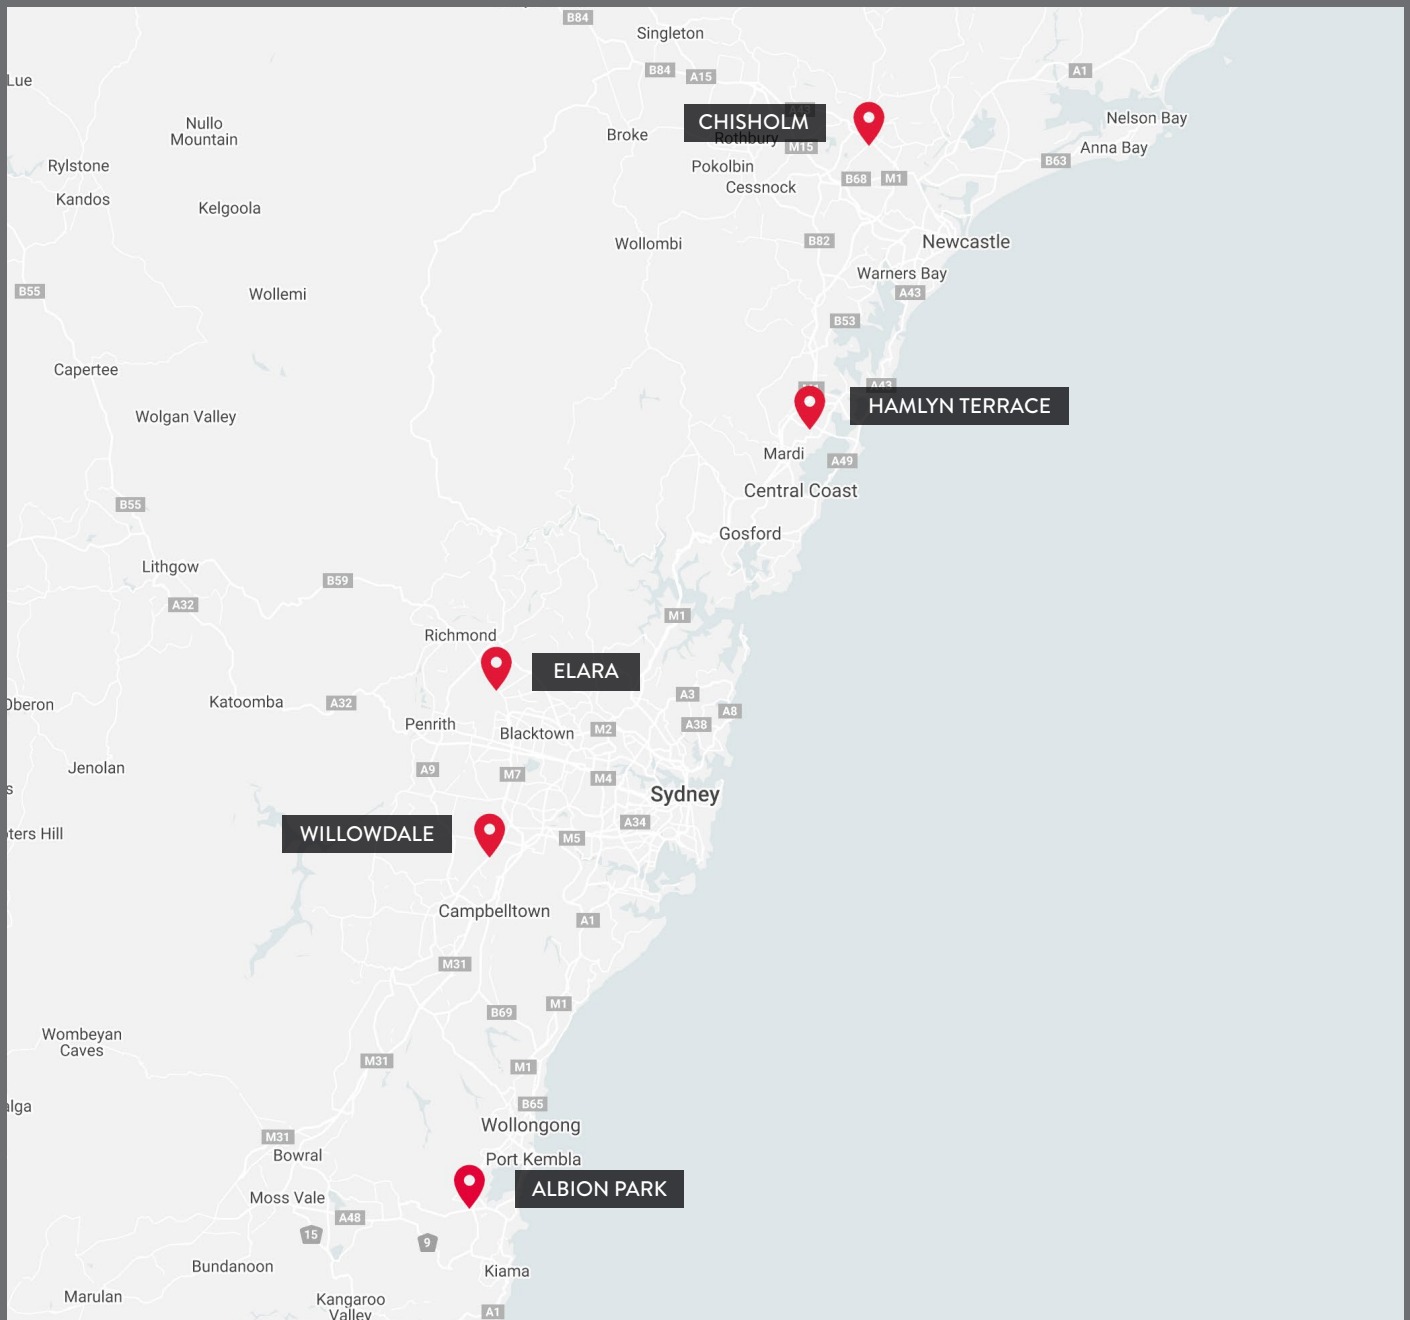 B84
Singleton
B84
A15
A1
Lue
Nelson Bay
Nullo
Mountain
CHISHOLM
Broke
Rothbury
M15
Anna Bay
B63
Rylstone
Pokolbin
B68
M1
Cessnock
Kandos
Kelgoola
Wollombi
B82
Newcastle
Warners Bay
B55
Wollemi
A43
B53
Capertee
A43
HAMLYN TERRACE
Wolgan Valley
Mardi
A49
Central Coast
B55
Gosford
Lithgow
B59
A32
M1
Richmond
ELARA
A3
Oberon
Katoomba
A32
A8
Penrith
Blacktown
M2
A38
Jenolan
A9
M7
M4
s
Sydney
A34
oters Hill
WILLOWDALE
M5
Campbelltown
A1
M31
M1
B69
Wombeyan
Caves
M31
M1
alga
B65
Wollongong
M31
Bowral
Port Kembla
ALBION PARK
Moss Vale
A48
15
9
Bundanoon
Kiama
Marulan
Kangaroo
Valley
A1